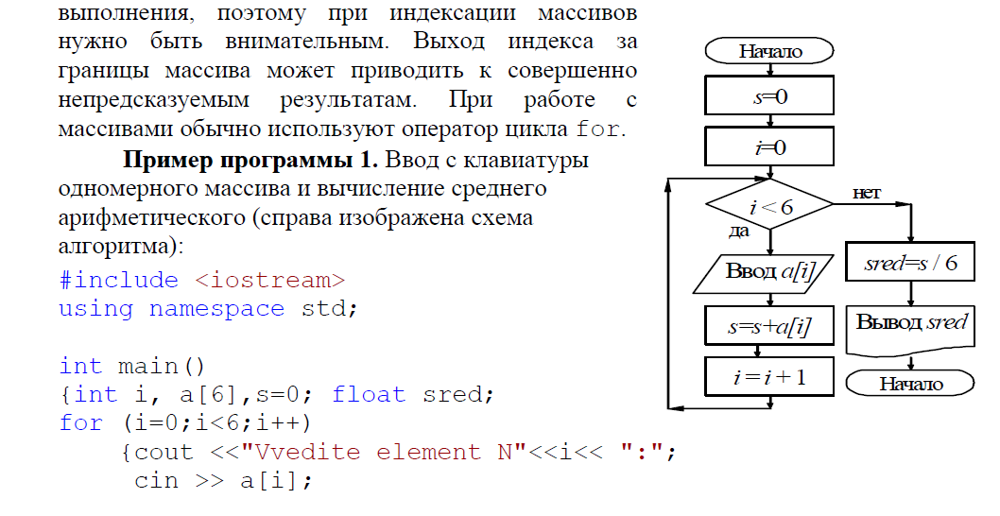 выполнения, поэтому при индексации массивов
нужно быть внимательным. Выход индекса за
границы массива может приводить к совершенно
непредсказуемым результатам. При работе с
массивами обычно используют оператор цикла for.
Пример программы 1. Ввод с клавиатуры
одномерного массива и вычисление среднего
арифметического (справа изображена схема
алгоритма):
#include <iostream>
using namespace std;
int main()
{int i, a[6],s=0; float sred;
for (i=0;i<6;i++)
{cout <<"Vvedite element N"<<i<< ":";
cin >> a[i];
Начало
s=0
i=0
i < 6
да
нет
Ввод a[i]
s=s+a[i]
i = i + 1
sred=s / 6
Вывод sred
Начало